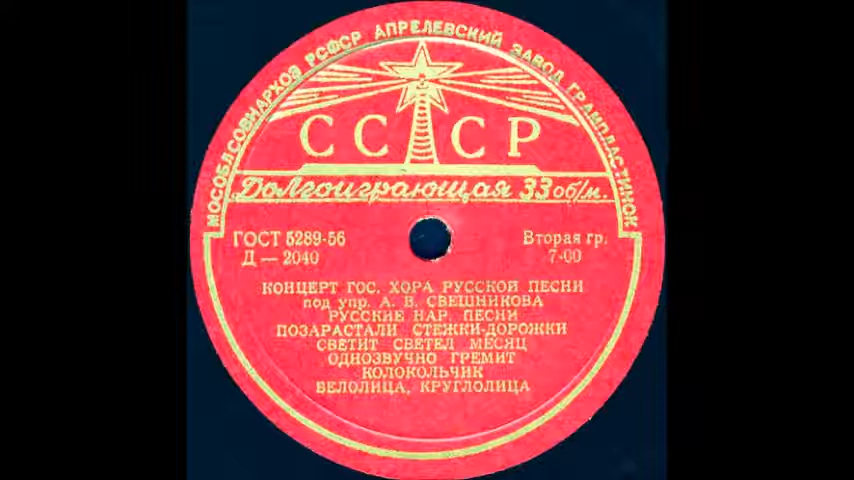 МОСОБЛСОВНАРХОЗ РСФСР АПРЕЛЕВСКИЙ ЗАВОД ГРАМПЛАСТИНОК
СССР
Долгоиграющая 33 об/м.
ГОСТ 5289-56
Д — 2040
Вторая гр.
7-00
КОНЦЕРТ ГОС. ХОРА РУССКОЙ ПЕСНИ
под упр. А. В. СВЕШНИКОВА
РУССКИЕ НАР. ПЕСНИ
ПОЗАРАСТАЛИ СТЕЖКИ-ДОРОЖКИ
СВЕТИТ СВЕТЕЛ МЕСЯЦ
ОДНОЗВУЧНО ГРЕМИТ
КОЛОКОЛЬЧИК
БЕЛОЛИЦА, КРУГЛОЛИЦА